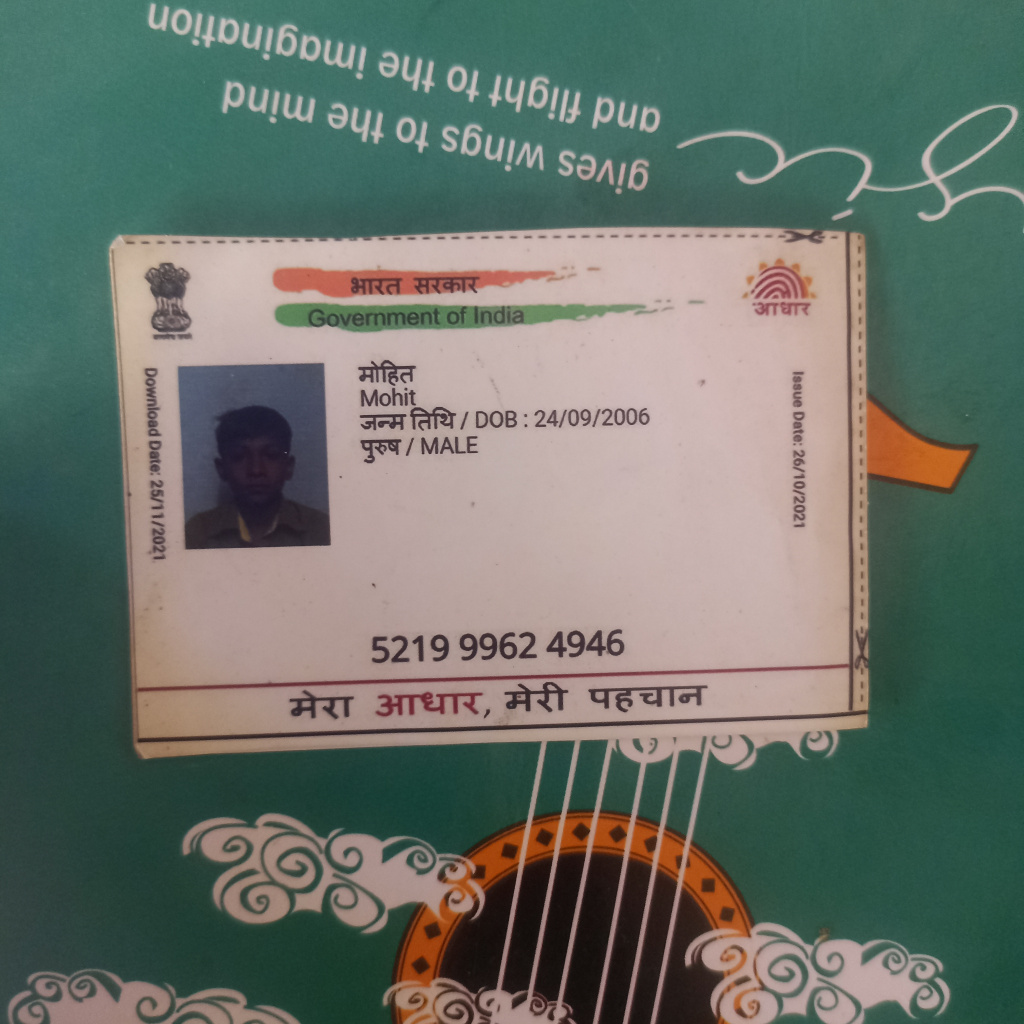 gives wings to the mind
and flight to the imagination
भारत सरकार
Government of India
आधार
Download Date: 25/11/2021
मोहित
Mohit
जन्म तिथि / DOB : 24/09/2006
पुरुष / MALE
Issue Date: 26/10/2021
5219 9962 4946
मेरा आधार, मेरी पहचान